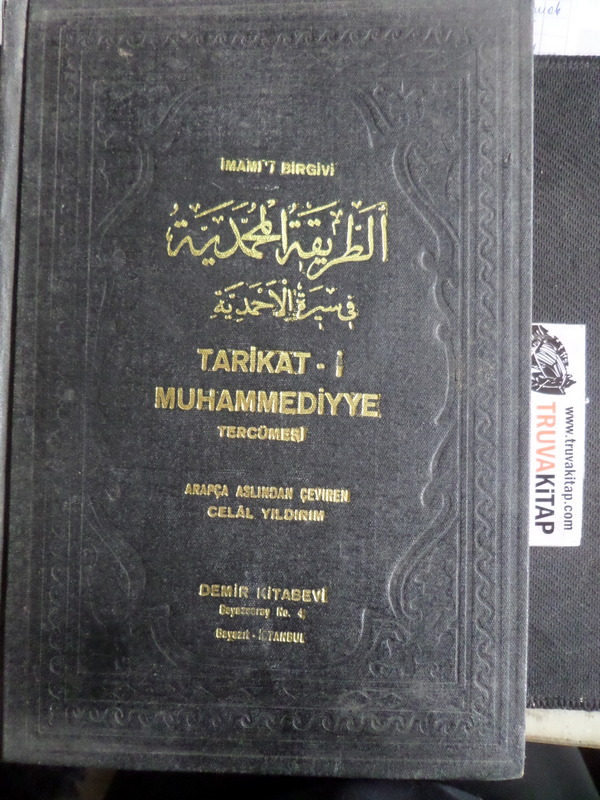 İMAMI'I BİRGİVİ
الطريقة المحمدية
في سيرة الأحمدية
TARİKAT - İ
MUHAMMEDİYYE
TERCÜMESİ
ARAPÇA ASLINDAN ÇEVİREN
CELÂL YILDIRIM
DEMİR KİTABEVİ
Beyazsaray No. 4
Beyazıt - İSTANBUL
www.truvakitap.com
TRUVAKİTAP